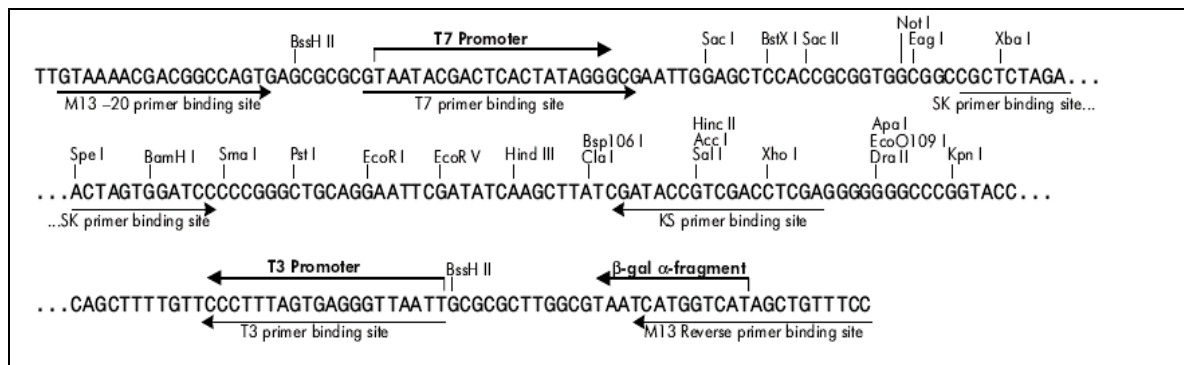 Not I
BssH II T7 Promoter Sac I BstX I Sac II Eag I Xba I
TTGTAAAACGACGGCCAGTGAGCGCGCGTAATACGACTCACTATAGGGCGAATTGGAGCTCCACCGCGGTGGCGGCCGCTCTAGA...
M13 –20 primer binding site T7 primer binding site SK primer binding site...
Hinc II Apa I
Bsp106 I Acc I EcoO109 I
Spe I BamH I Sma I Pst I EcoR I EcoR V Hind III Cla I Sal I Xho I Dra II Kpn I
...ACTAGTGGATCCCCCGGGCTGCAGGAATTCGATATCAAGCTTATCGATACCGTCGACCTCGAGGGGGGGCCCGGTACC...
...SK primer binding site KS primer binding site
T3 Promoter BssH II β-gal α-fragment
...CAGCTTTTGTTCCCTTTAGTGAGGGTTAATTGCGCGCTTGGCGTAATCATGGTCATAGCTGTTTCC
T3 primer binding site M13 Reverse primer binding site